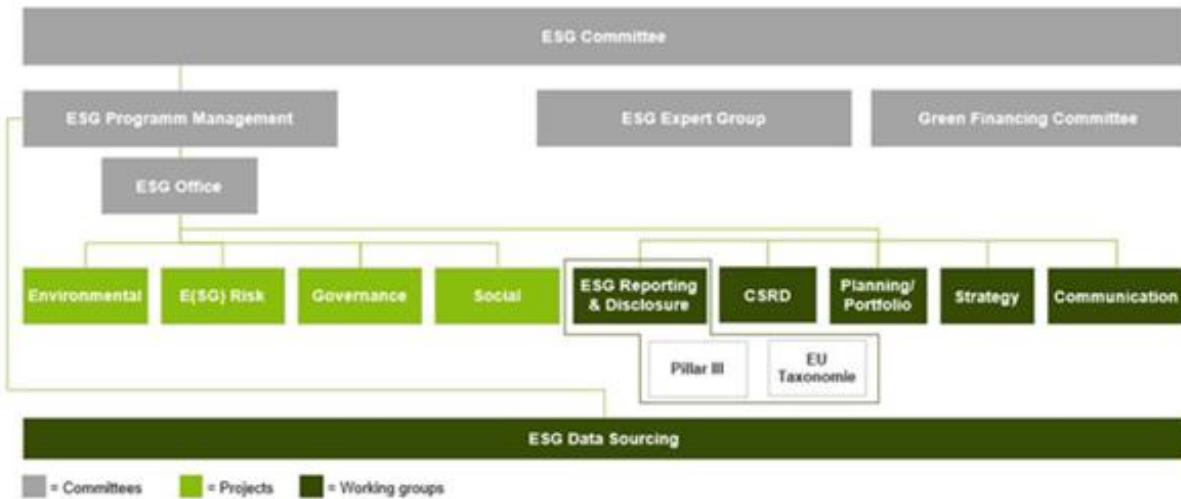 ESG Committee
ESG Programm Management
ESG Expert Group
Green Financing Committee
ESG Office
Environmental
E(SG) Risk
Governance
Social
ESG Reporting
& Disclosure
CSRD
Planning/
Portfolio
Strategy
Communication
Pillar III
EU
Taxonomie
ESG Data Sourcing
= Committees
= Projects
= Working groups